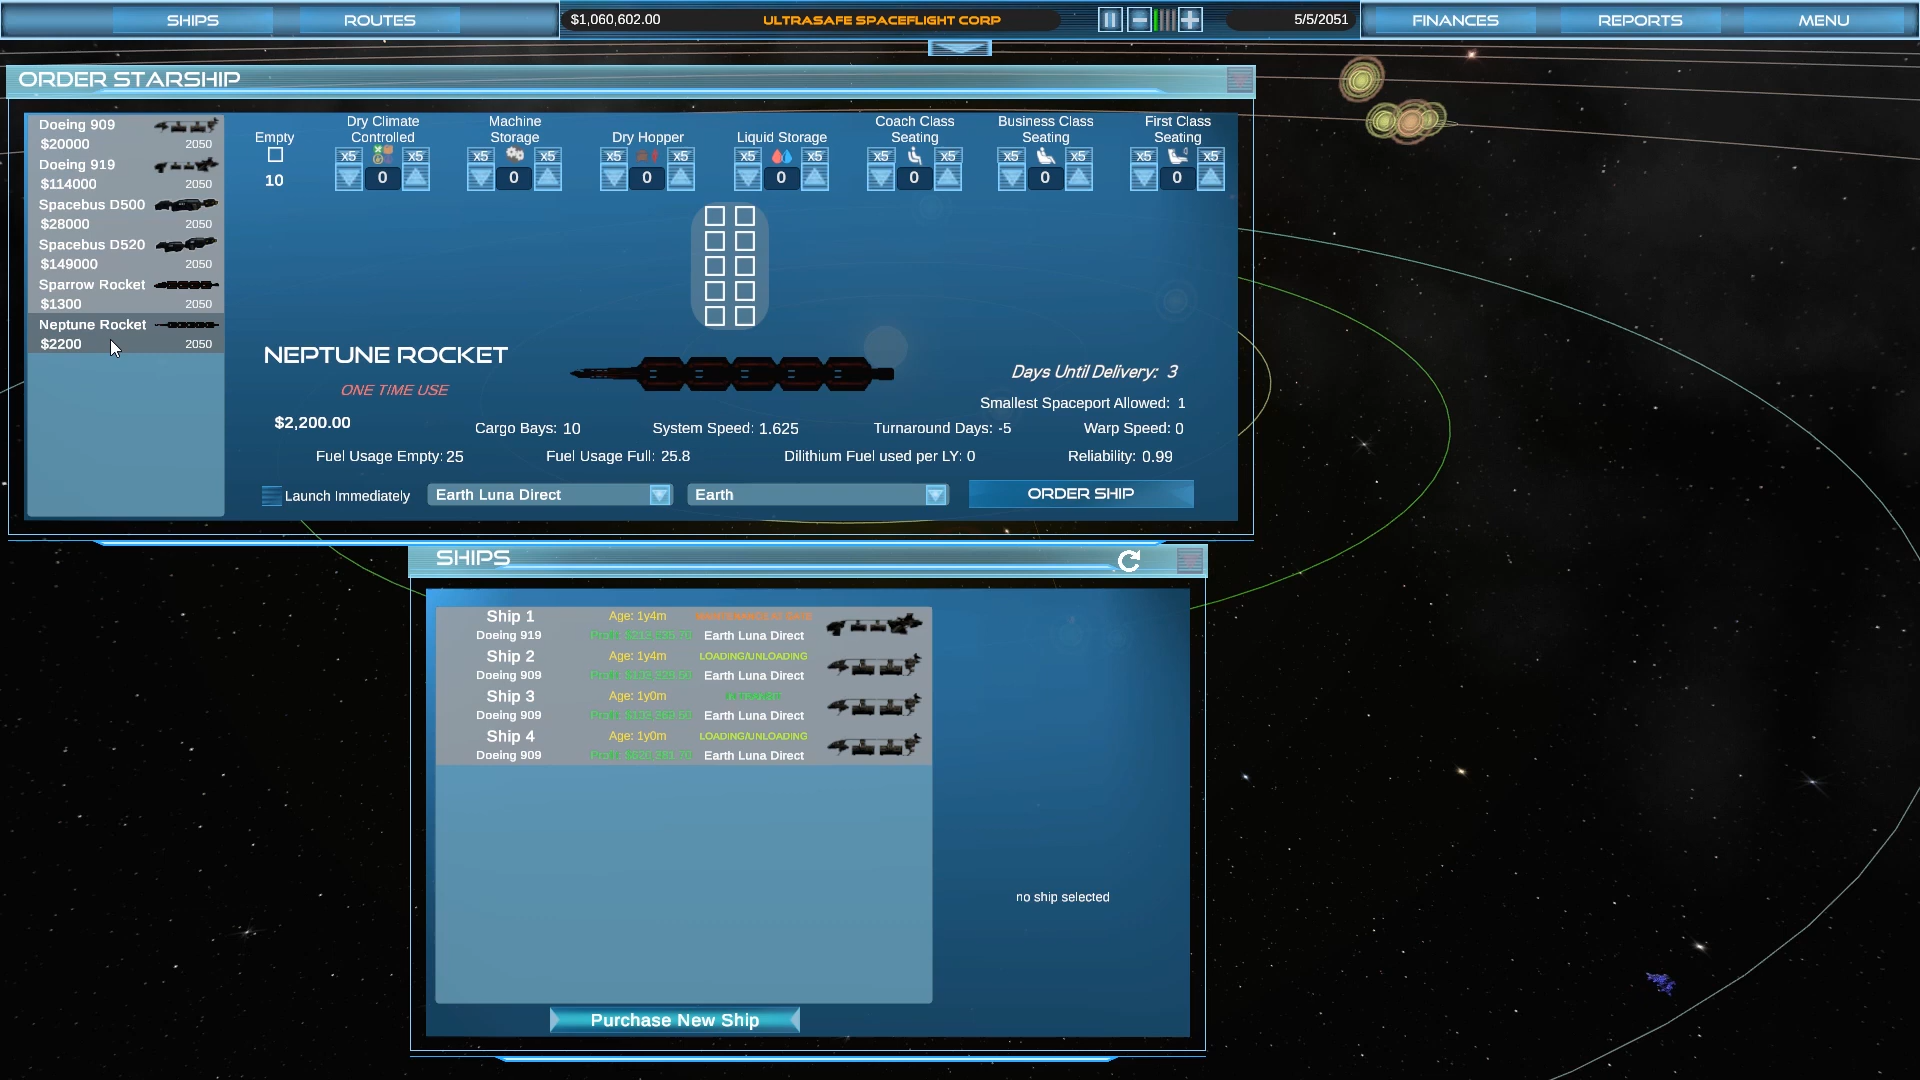 SHIPS
ROUTES
$1,060,602.00
ULTRASAFE SPACEFLIGHT CORP
5/5/2051
FINANCES
REPORTS
MENU
ORDER STARSHIP
Doeing 909
$20000 2050
Doeing 919
$114000 2050
Spacebus D500
$28000 2050
Spacebus D520
$149000 2050
Sparrow Rocket
$1300 2050
Neptune Rocket
$2200 2050
Empty
10
Dry Climate
Controlled
x5 x5
0
Machine
Storage
x5 x5
0
Dry Hopper
x5 x5
0
Liquid Storage
x5 x5
0
Coach Class
Seating
x5 x5
0
Business Class
Seating
x5 x5
0
First Class
Seating
x5 x5
0
NEPTUNE ROCKET
ONE TIME USE
$2,200.00
Days Until Delivery: 3
Smallest Spaceport Allowed: 1
Cargo Bays: 10
System Speed: 1.625
Turnaround Days: -5
Warp Speed: 0
Fuel Usage Empty: 25
Fuel Usage Full: 25.8
Dilithium Fuel used per LY: 0
Reliability: 0.99
Launch Immediately
Earth Luna Direct
Earth
ORDER SHIP
SHIPS
Ship 1 Age: 1y4m
Doeing 919 Earth Luna Direct
Ship 2 Age: 1y4m LOADING/UNLOADING
Doeing 909 Earth Luna Direct
Ship 3 Age: 1y0m
Doeing 909 Earth Luna Direct
Ship 4 Age: 1y0m LOADING/UNLOADING
Doeing 909 Earth Luna Direct
no ship selected
Purchase New Ship